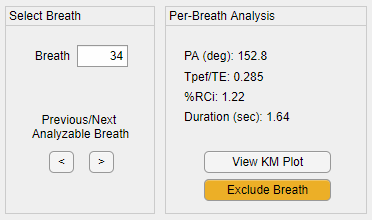 Select Breath
Breath 34
Previous/Next
Analyzable Breath
< >
Per-Breath Analysis
PA (deg): 152.8
Tpef/TE: 0.285
%RCi: 1.22
Duration (sec): 1.64
View KM Plot
Exclude Breath